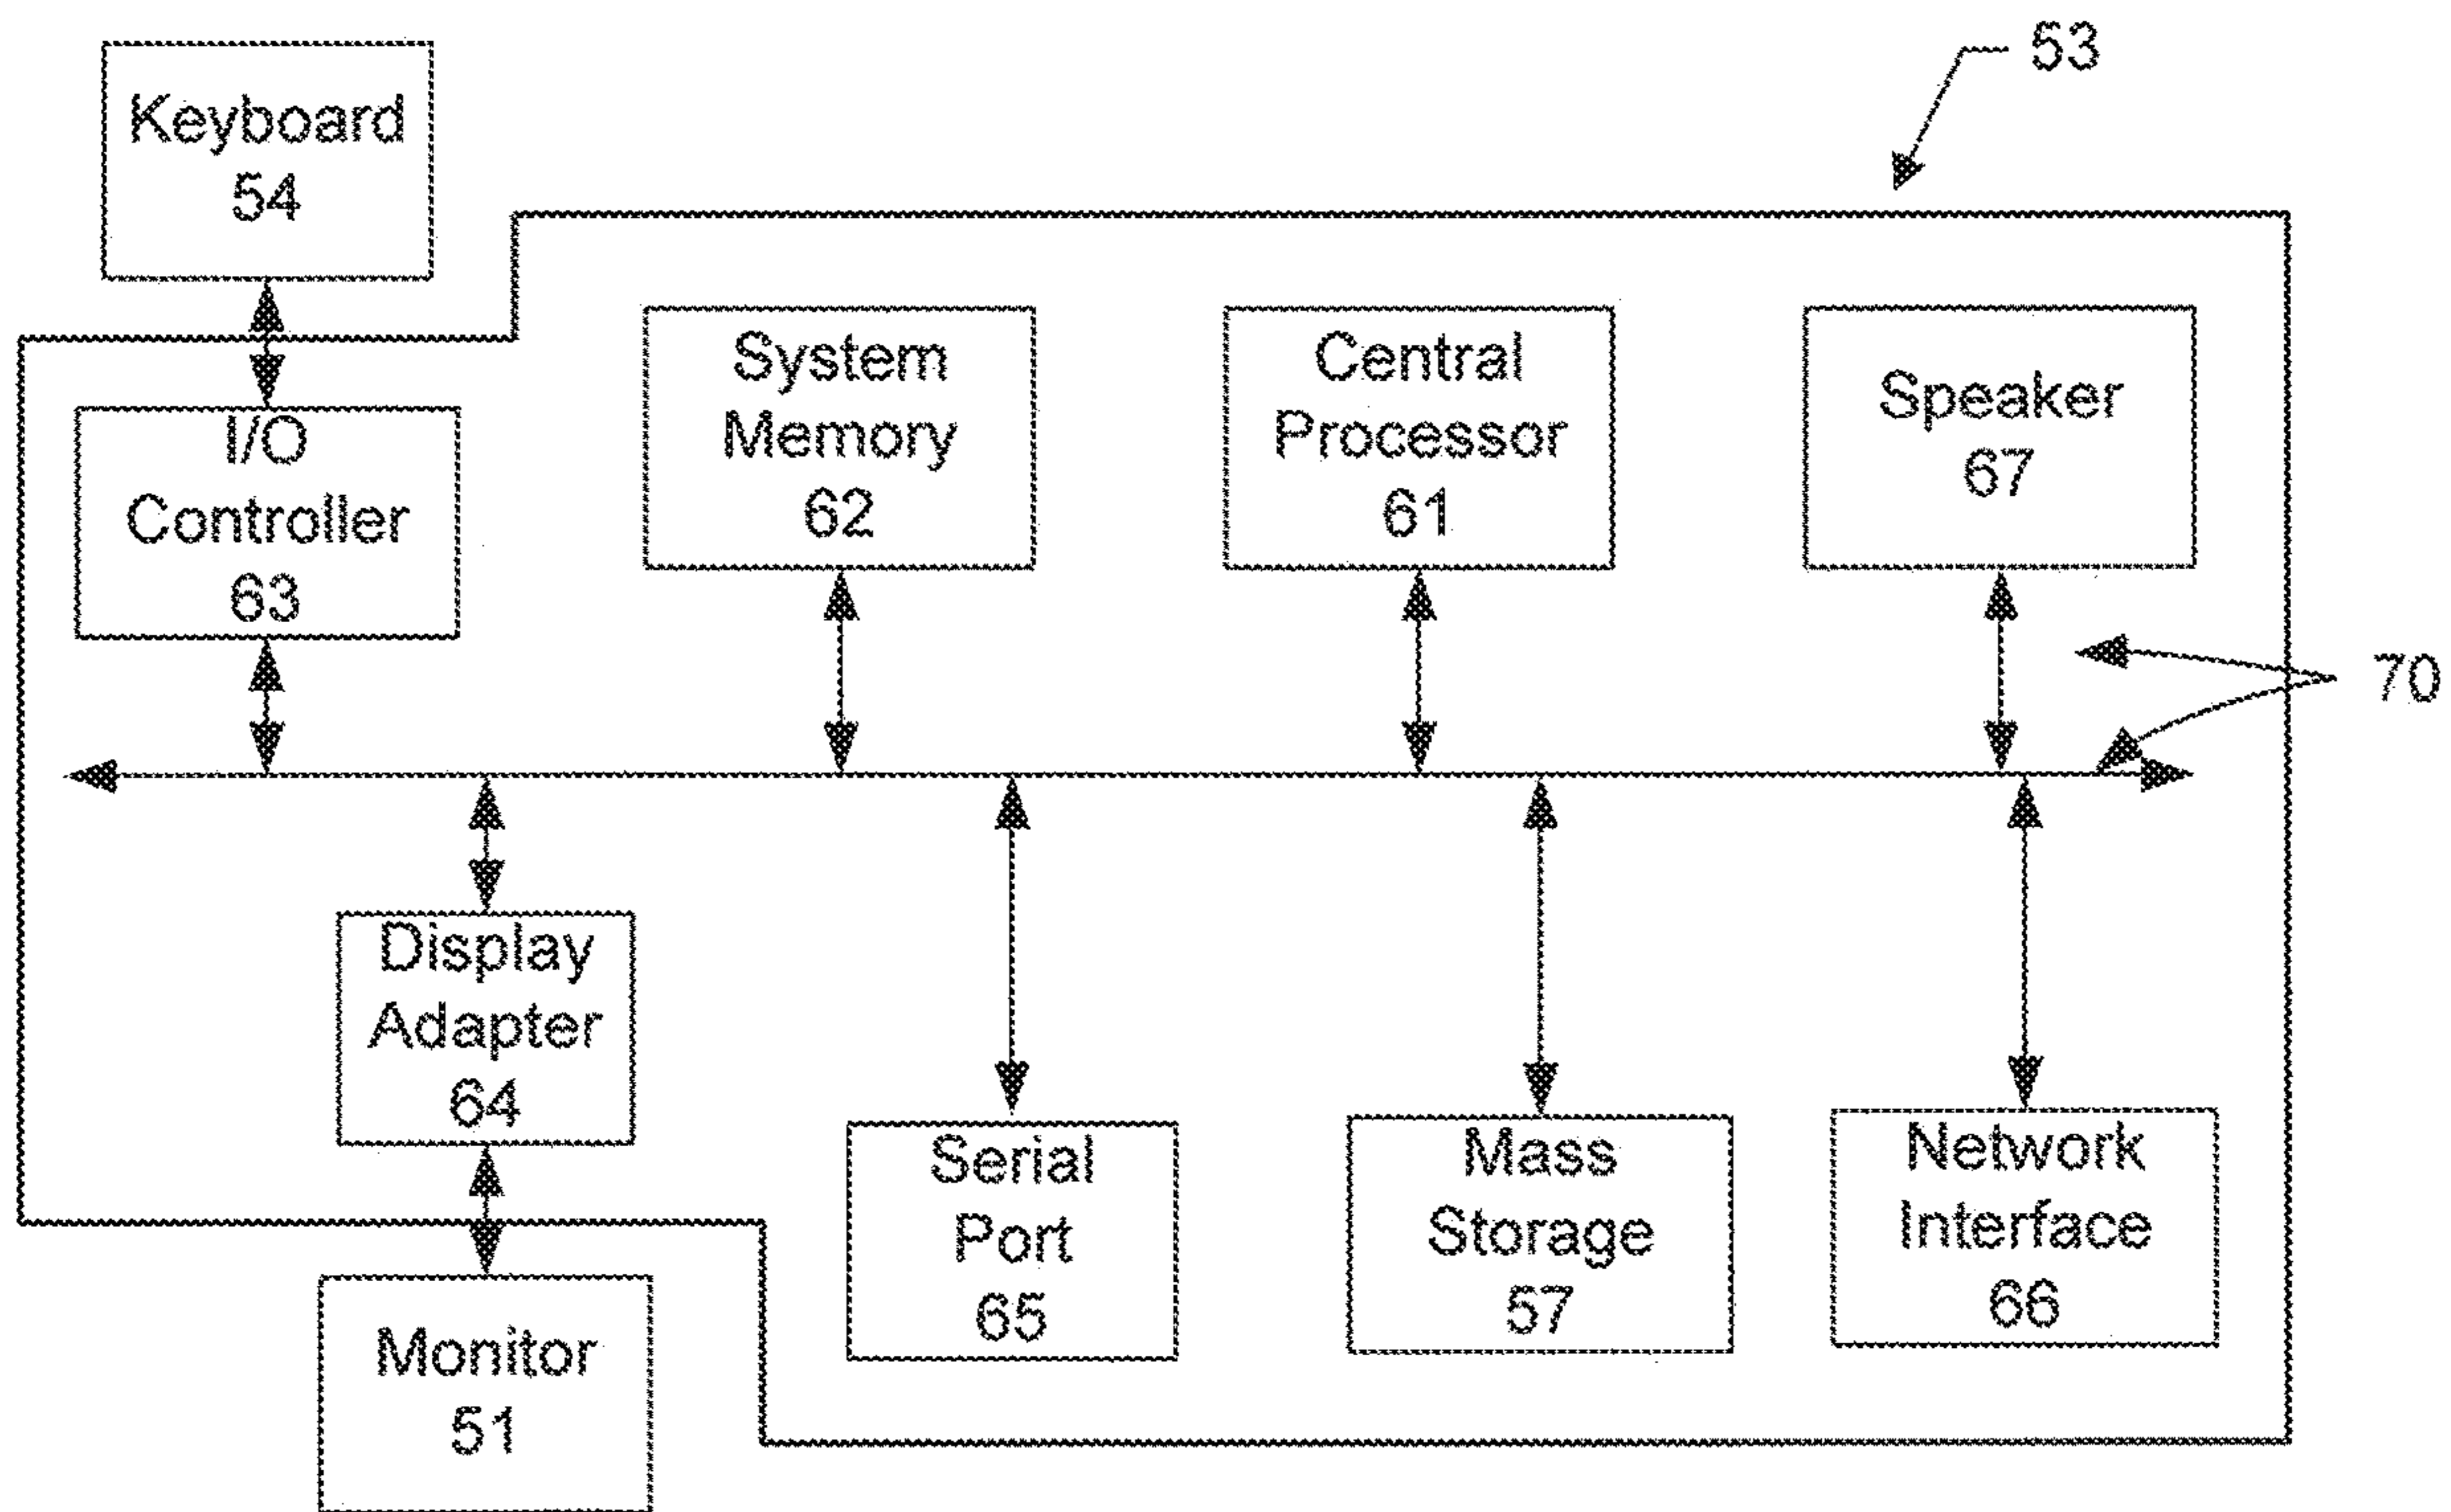 53
Keyboard
54
System
Memory
62
Central
Processor
61
Speaker
67
I/O
Controller
63
70
Display
Adapter
64
Serial
Port
65
Mass
Storage
57
Network
Interface
66
Monitor
51